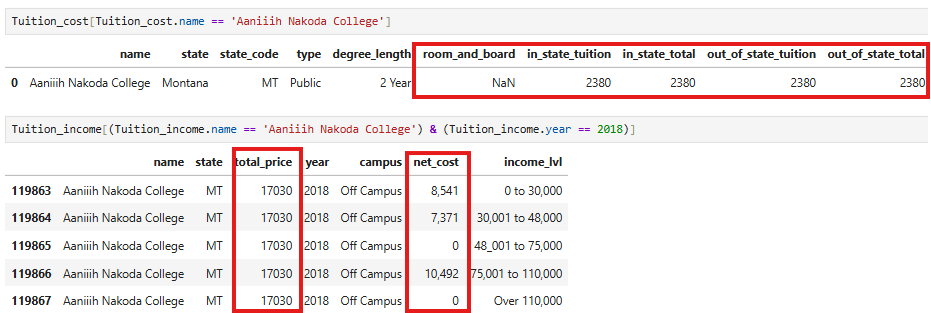 Tuition_cost[Tuition_cost.name == 'Aaniiih Nakoda College']
name state state_code type degree_length room_and_board in_state_tuition in_state_total out_of_state_tuition out_of_state_total
0 Aaniiih Nakoda College Montana MT Public 2 Year NaN 2380 2380 2380 2380
Tuition_income[(Tuition_income.name == 'Aaniiih Nakoda College') & (Tuition_income.year == 2018)]
name state total_price year campus net_cost income_lvl
119863 Aaniiih Nakoda College MT 17030 2018 Off Campus 8,541 0 to 30,000
119864 Aaniiih Nakoda College MT 17030 2018 Off Campus 7,371 30,001 to 48,000
119865 Aaniiih Nakoda College MT 17030 2018 Off Campus 0 48_001 to 75,000
119866 Aaniiih Nakoda College MT 17030 2018 Off Campus 10,492 75,001 to 110,000
119867 Aaniiih Nakoda College MT 17030 2018 Off Campus 0 Over 110,000